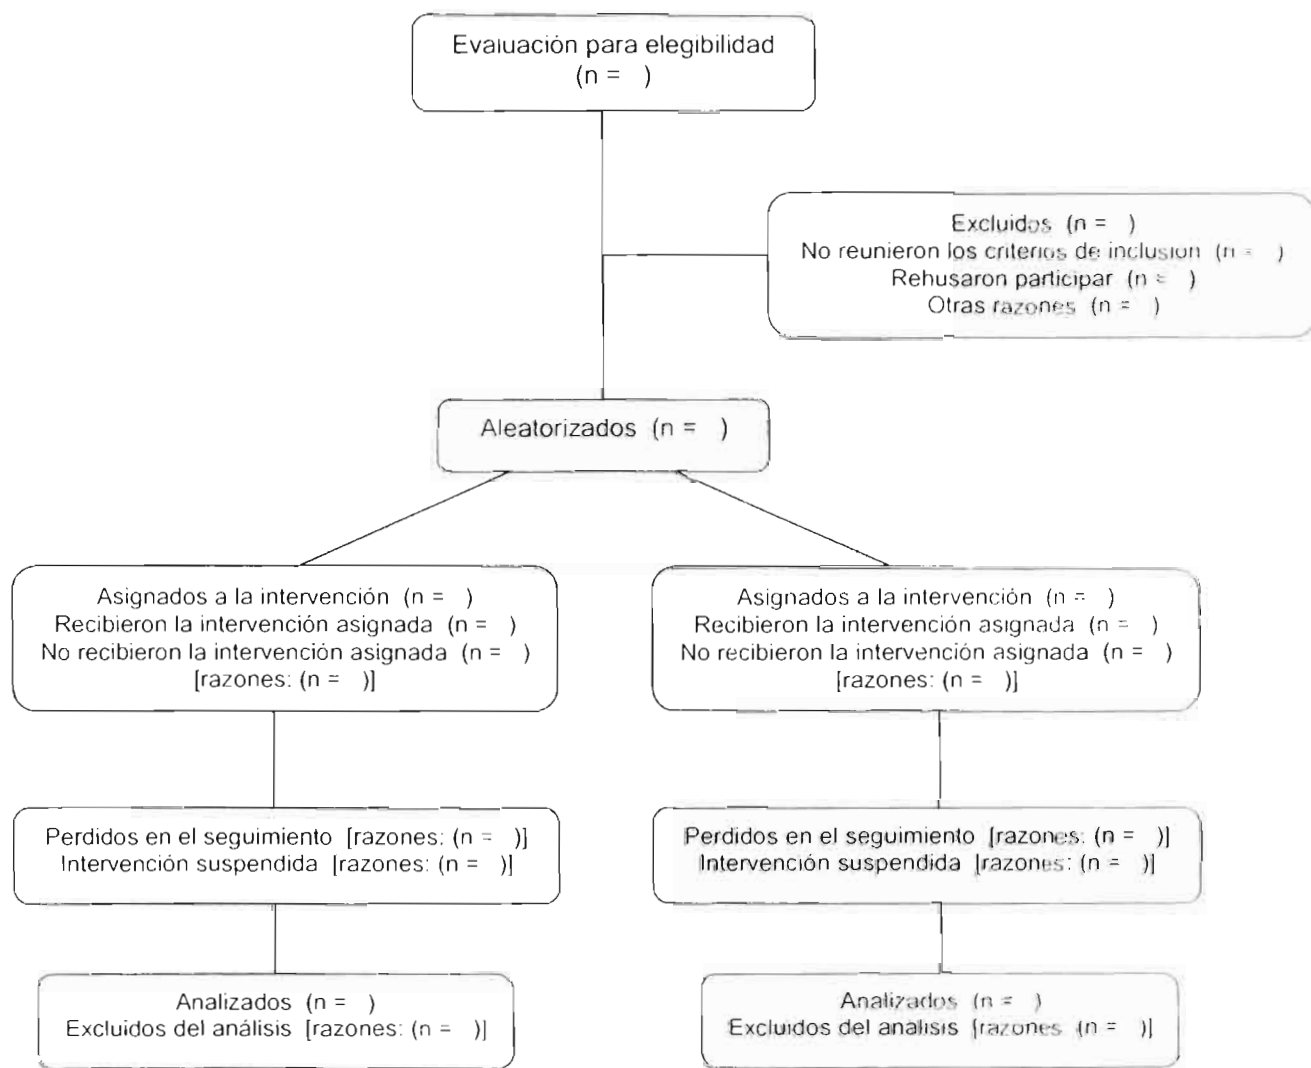 Evaluación para elegibilidad
(n =   )
Excluidos (n =   )
No reunieron los criterios de inclusion (n =   )
Rehusaron participar (n =   )
Otras razones (n =   )
Aleatorizados (n =   )
Asignados a la intervención (n =   )
Recibieron la intervención asignada (n =   )
No recibieron la intervención asignada (n =   )
[razones: (n =   )]
Asignados a la intervención (n =   )
Recibieron la intervención asignada (n =   )
No recibieron la intervención asignada (n =   )
[razones: (n =   )]
Perdidos en el seguimiento [razones: (n =   )]
Intervención suspendida [razones: (n =   )]
Perdidos en el seguimiento [razones: (n =   )]
Intervención suspendida [razones: (n =   )]
Analizados (n =   )
Excluidos del análisis [razones: (n =   )]
Analizados (n =   )
Excluidos del analisis [razones (n =   )]